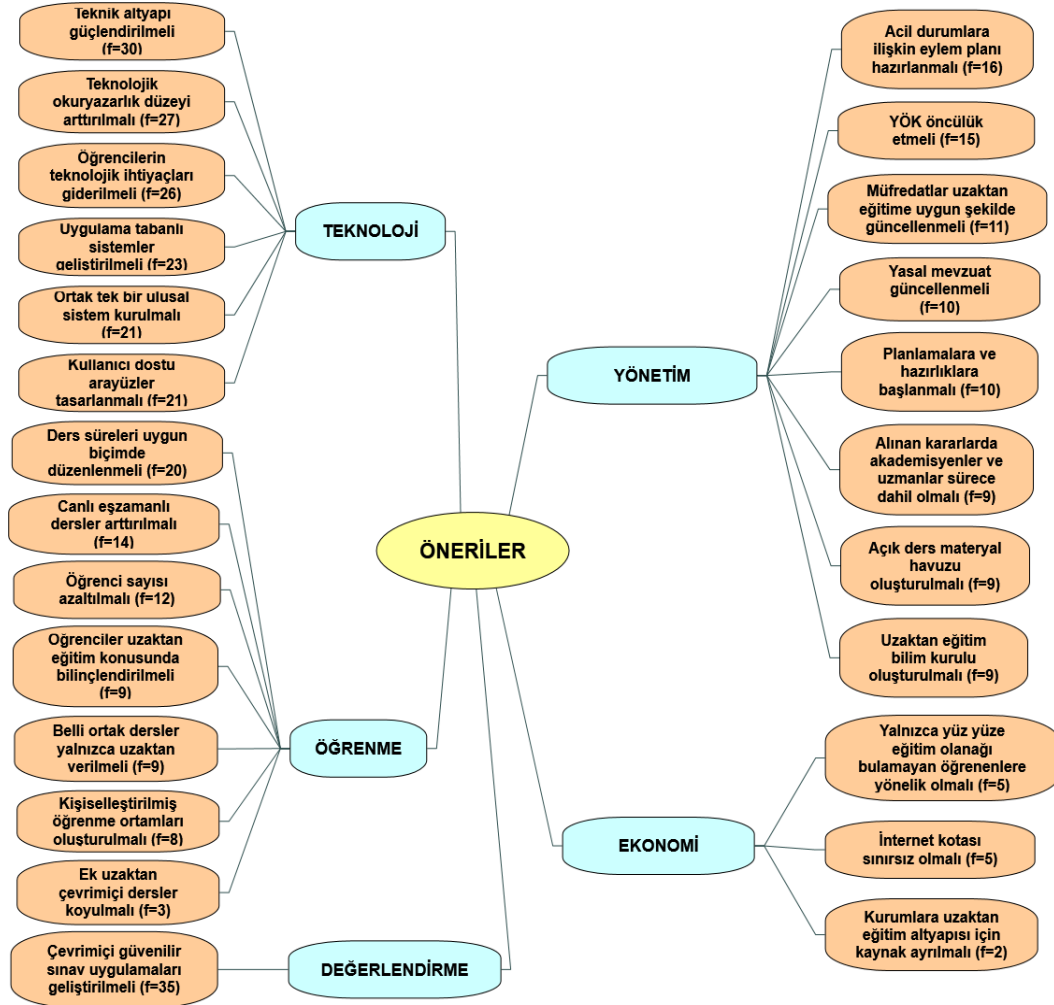 Teknik altyapı
güçlendirilmeli
(f=30)
Teknolojik
okuryazarlık düzeyi
arttırılmalı (f=27)
Öğrencilerin
teknolojik ihtiyaçları
giderilmeli (f=26)
Uygulama tabanlı
sistemler
geliştirilmeli (f=23)
Ortak tek bir ulusal
sistem kurulmalı
(f=21)
Kullanıcı dostu
arayüzler
tasarlanmalı (f=21)
TEKNOLOJİ
Ders süreleri uygun
biçimde
düzenlenmeli (f=20)
Canlı eşzamanlı
dersler arttırılmalı
(f=14)
Öğrenci sayısı
azaltılmalı (f=12)
Öğrenciler uzaktan
eğitim konusunda
bilinçlendirilmeli
(f=9)
Belli ortak dersler
yalnızca uzaktan
verilmeli (f=9)
Kişiselleştirilmiş
öğrenme ortamları
oluşturulmalı (f=8)
Ek uzaktan
çevrimiçi dersler
koyulmalı (f=3)
ÖĞRENME
Çevrimiçi güvenilir
sınav uygulamaları
geliştirilmeli (f=35)
DEĞERLENDİRME
ÖNERİLER
YÖNETİM
Acil durumlara
ilişkin eylem planı
hazırlanmalı (f=16)
YÖK öncülük
etmeli (f=15)
Müfredatlar uzaktan
eğitime uygun şekilde
güncellenmeli (f=11)
Yasal mevzuat
güncellenmeli
(f=10)
Planlamalara ve
hazırlıklara
başlanmalı (f=10)
Alınan kararlarda
akademisyenler ve
uzmanlar sürece
dahil olmalı (f=9)
Açık ders materyal
havuzu
oluşturulmalı (f=9)
Uzaktan eğitim
bilim kurulu
oluşturulmalı (f=9)
EKONOMİ
Yalnızca yüz yüze
eğitim olanağı
bulamayan öğrenenlere
yönelik olmalı (f=5)
İnternet kotası
sınırsız olmalı (f=5)
Kurumlara uzaktan
eğitim altyapısı için
kaynak ayrılmalı (f=2)